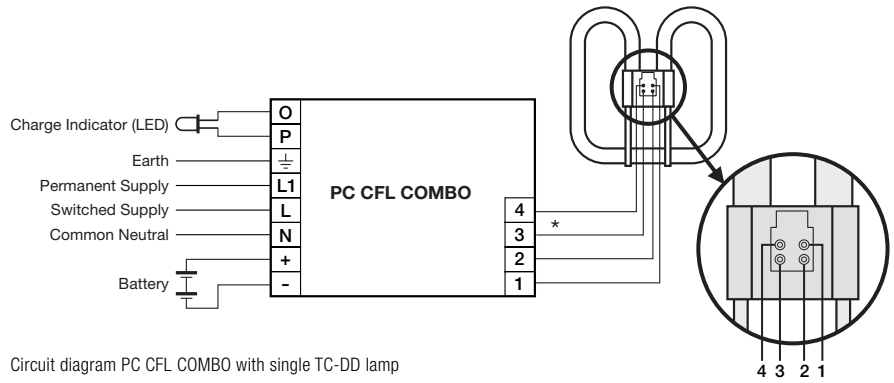 Charge Indicator (LED)
O
P
Earth
Permanent Supply
L1
Switched Supply
L
Common Neutral
N
Battery
+
-
PC CFL COMBO
4
3
2
1
*
4 3 2 1
Circuit diagram PC CFL COMBO with single TC-DD lamp